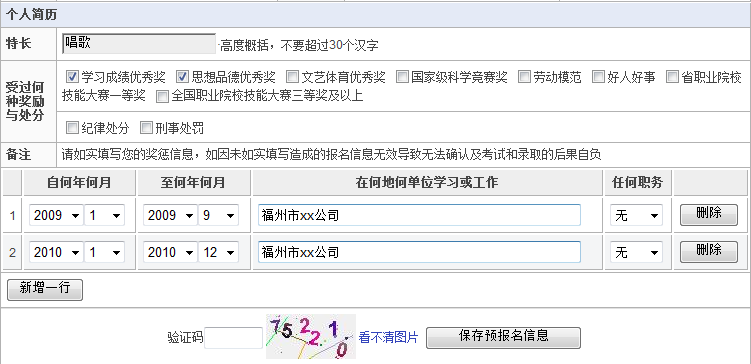 个人简历
特长 唱歌 ·高度概括，不要超过30个汉字
受过何种奖励与处分 学习成绩优秀奖 思想品德优秀奖 文艺体育优秀奖 国家级科学竞赛奖 劳动模范 好人好事 省职业院校
技能大赛一等奖 全国职业院校技能大赛三等奖及以上
纪律处分 刑事处罚
备注 请如实填写您的奖惩信息，如因未如实填写造成的报名信息无效导致无法确认及考试和录取的后果自负
自何年何月 至何年何月 在何地何单位学习或工作 任何职务
1 2009 1 2009 9 福州市xx公司 无 删除
2 2010 1 2010 12 福州市xx公司 无 删除
新增一行
验证码 752210 看不清图片 保存预报名信息